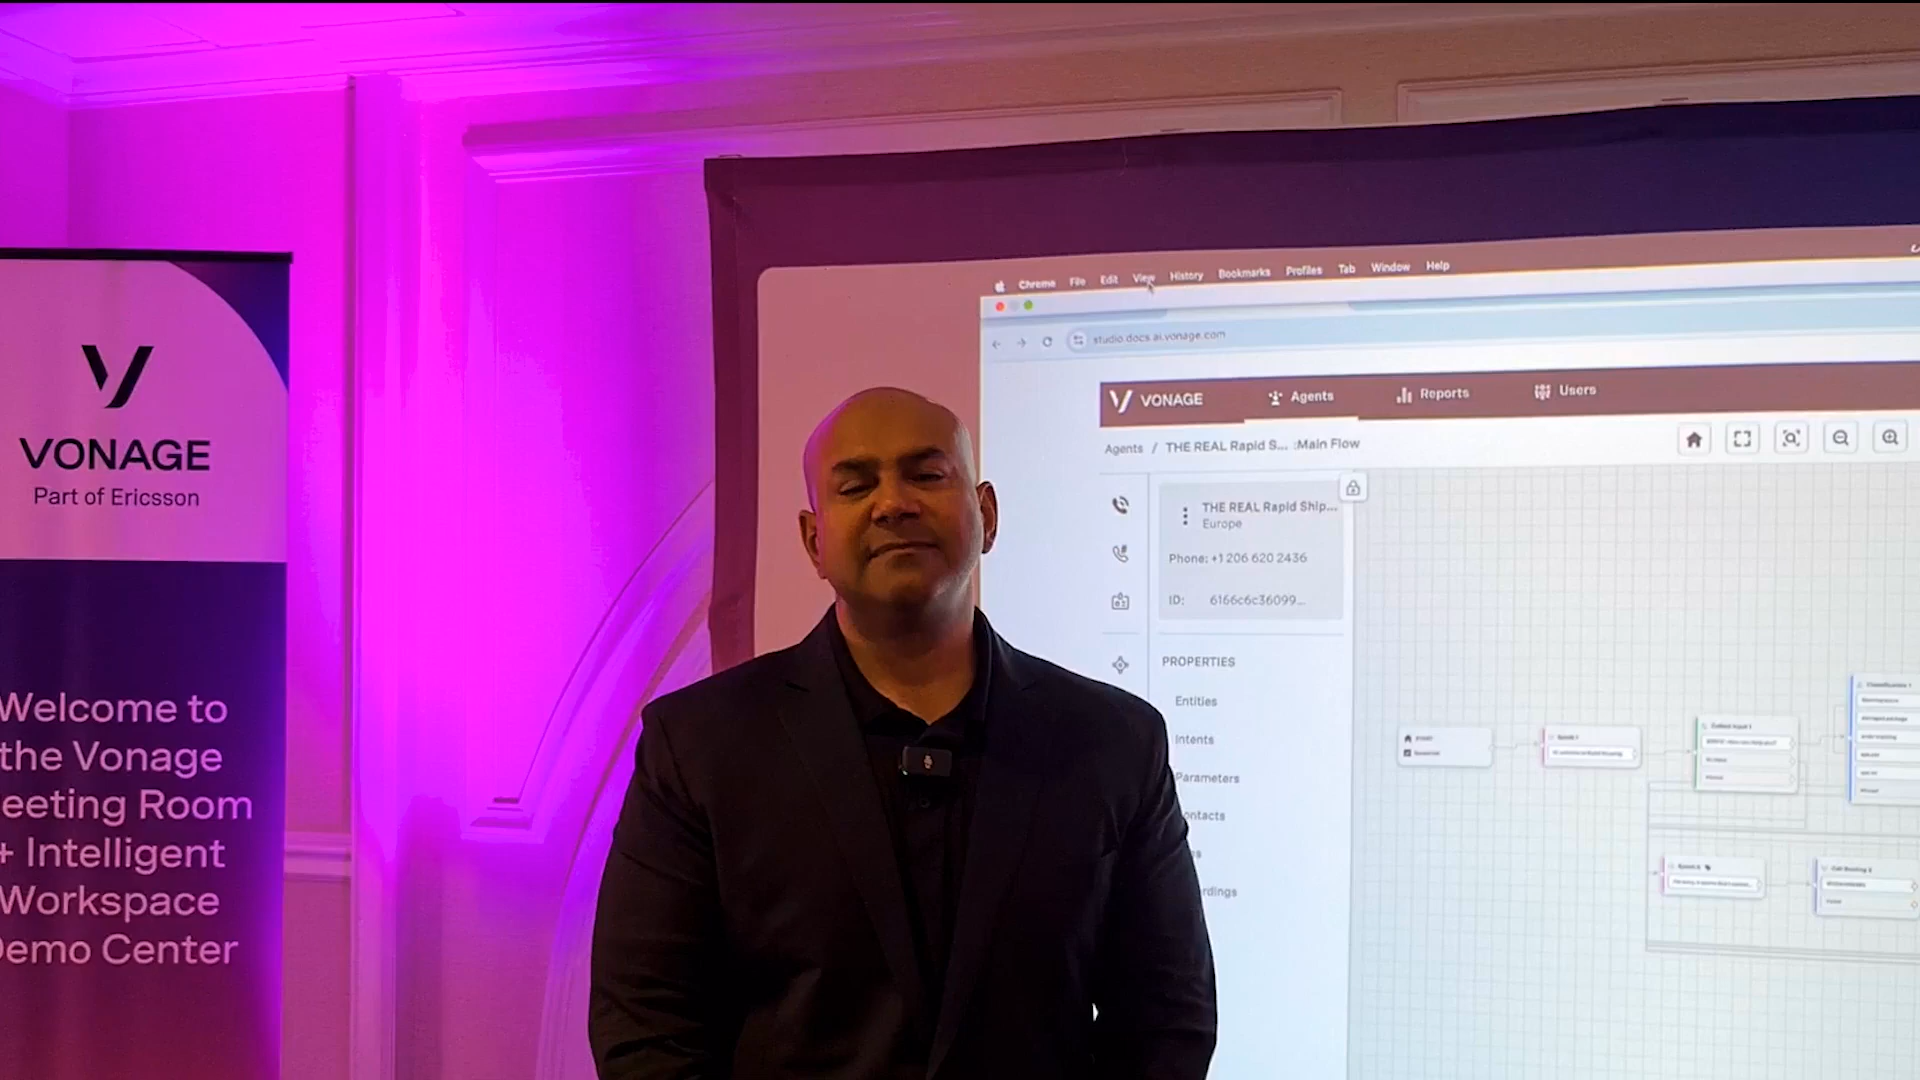 VONAGE
Part of Ericsson
Welcome to
the Vonage
eeting Room
+ Intelligent
Workspace
Demo Center
Chrome File Edit View History Bookmarks Profiles Tab Window Help
studio.docs.ai.vonage.com
VONAGE Agents Reports Users
Agents / THE REAL Rapid S... :Main Flow
THE REAL Rapid Ship...
Europe
Phone: +1 206 620 2436
ID: 6166c6c36099...
PROPERTIES
Entities
Intents
Parameters
ontacts
rdings